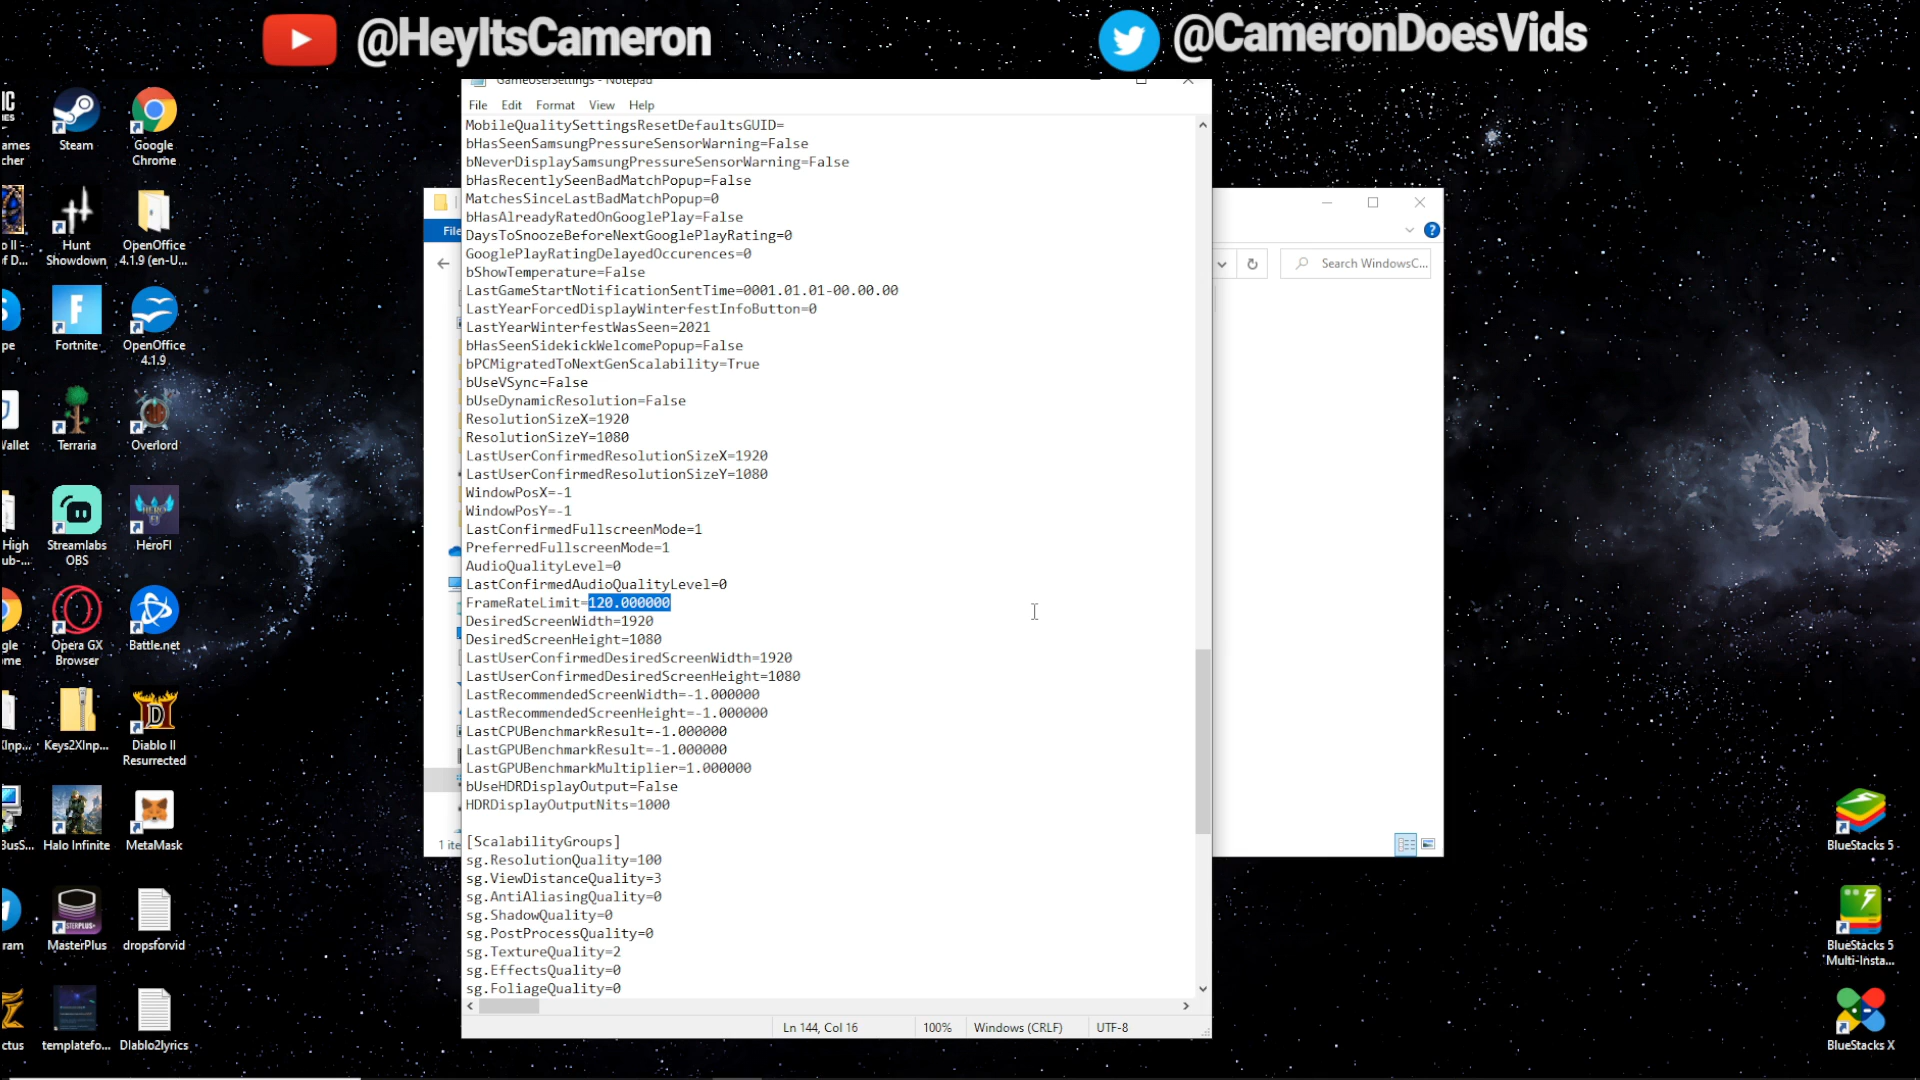 @HeyItsCameron
@CameronDoesVids
GameUserSettings - Notepad
File Edit Format View Help
MobileQualitySettingsResetDefaultsGUID=
bHasSeenSamsungPressureSensorWarning=False
bNeverDisplaySamsungPressureSensorWarning=False
bHasRecentlySeenBadMatchPopup=False
MatchesSinceLastBadMatchPopup=0
bHasAlreadyRatedOnGooglePlay=False
DaysToSnoozeBeforeNextGooglePlayRating=0
GooglePlayRatingDelayedOccurences=0
bShowTemperature=False
LastGameStartNotificationSentTime=0001.01.01-00.00.00
LastYearForcedDisplayWinterfestInfoButton=0
LastYearWinterfestWasSeen=2021
bHasSeenSidekickWelcomePopup=False
bPCMigratedToNextGenScalability=True
bUseVSync=False
bUseDynamicResolution=False
ResolutionSizeX=1920
ResolutionSizeY=1080
LastUserConfirmedResolutionSizeX=1920
LastUserConfirmedResolutionSizeY=1080
WindowPosX=-1
WindowPosY=-1
LastConfirmedFullscreenMode=1
PreferredFullscreenMode=1
AudioQualityLevel=0
LastConfirmedAudioQualityLevel=0
FrameRateLimit=120.000000
DesiredScreenWidth=1920
DesiredScreenHeight=1080
LastUserConfirmedDesiredScreenWidth=1920
LastUserConfirmedDesiredScreenHeight=1080
LastRecommendedScreenWidth=-1.000000
LastRecommendedScreenHeight=-1.000000
LastCPUBenchmarkResult=-1.000000
LastGPUBenchmarkResult=-1.000000
LastGPUBenchmarkMultiplier=1.000000
bUseHDRDisplayOutput=False
HDRDisplayOutputNits=1000
[ScalabilityGroups]
sg.ResolutionQuality=100
sg.ViewDistanceQuality=3
sg.AntiAliasingQuality=0
sg.ShadowQuality=0
sg.PostProcessQuality=0
sg.TextureQuality=2
sg.EffectsQuality=0
sg.FoliageQuality=0
Ln 144, Col 16
100%
Windows (CRLF)
UTF-8
File
Search WindowsC...
1 ite
Steam
Google
Chrome
Hunt
Showdown
OpenOffice
4.1.9 (en-U...
Fortnite
OpenOffice
4.1.9
Terraria
Overlord
Streamlabs
OBS
HeroFI
Opera GX
Browser
Battle.net
Keys2XInp...
Diablo II
Resurrected
Halo Infinite
MetaMask
MasterPlus
dropsforvid
templatefo...
Diablo2lyrics
BlueStacks 5
BlueStacks 5
Multi-Insta...
BlueStacks X